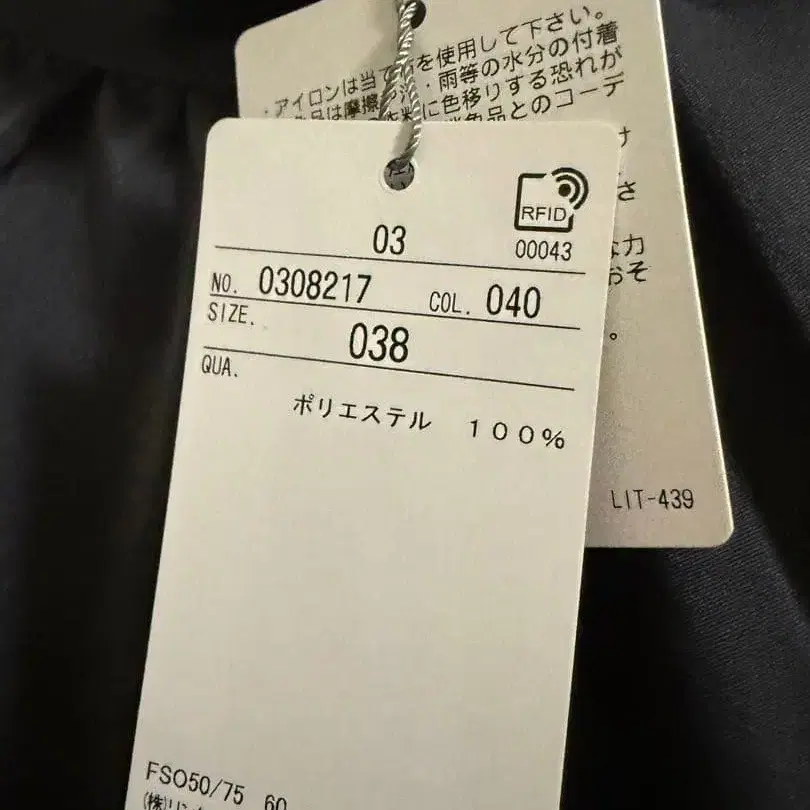 ・アイロンは当て を使用して下さい。
・雨等の水分の付着
に色移りする恐れが
品とのコーデ
RFID
03
00043
NO. 0308217 COL. 040
SIZE. 038
QUA.
ポリエステル 100%
LIT-439
FSO50/75 60